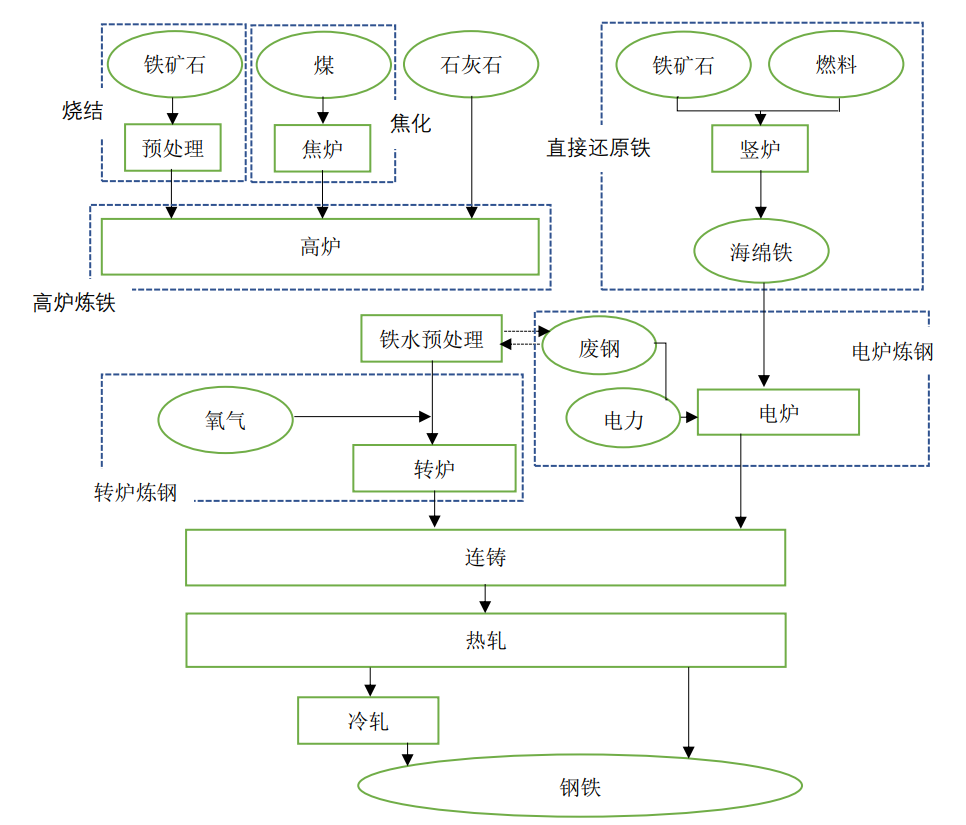 铁矿石
煤
石灰石
铁矿石
燃料
烧结
焦化
预处理
焦炉
直接还原铁
竖炉
高炉
海绵铁
高炉炼铁
铁水预处理
废钢
电炉炼钢
氧气
电力
电炉
转炉
转炉炼钢
连铸
热轧
冷轧
钢铁